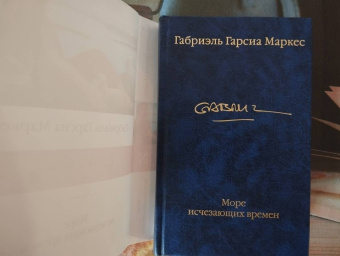 Габриэль Гарсиа Маркес
Море
исчезающих времен